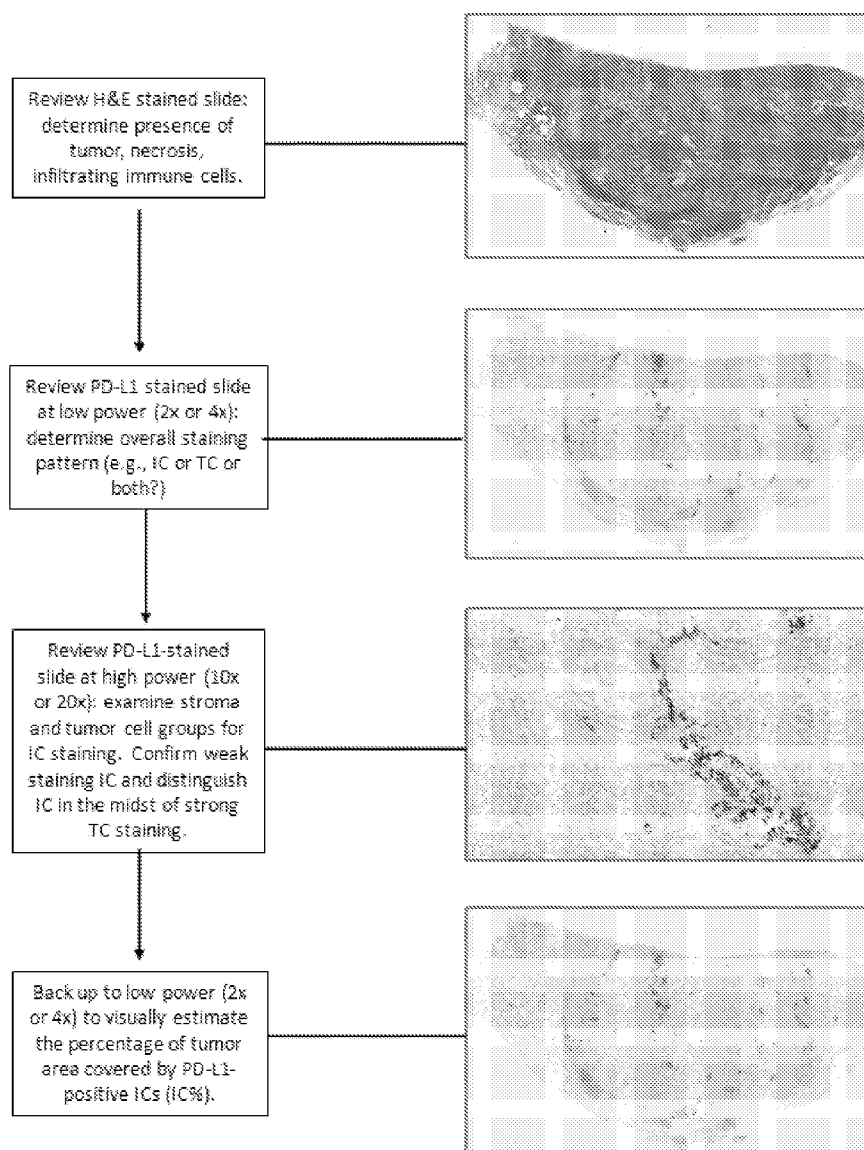 Review H&E stained slide:
determine presence of
tumor, necrosis,
infiltrating immune cells.
Review PD-L1 stained slide
at low power (2x or 4x):
determine overall staining
pattern (e.g., IC or TC or
both?)
Review PD-L1-stained
slide at high power (10x
or 20x): examine stroma
and tumor cell groups for
IC staining. Confirm weak
staining IC and distinguish
IC in the midst of strong
TC staining.
Back up to low power (2x
or 4x) to visually estimate
the percentage of tumor
area covered by PD-L1-
positive ICs (IC%).